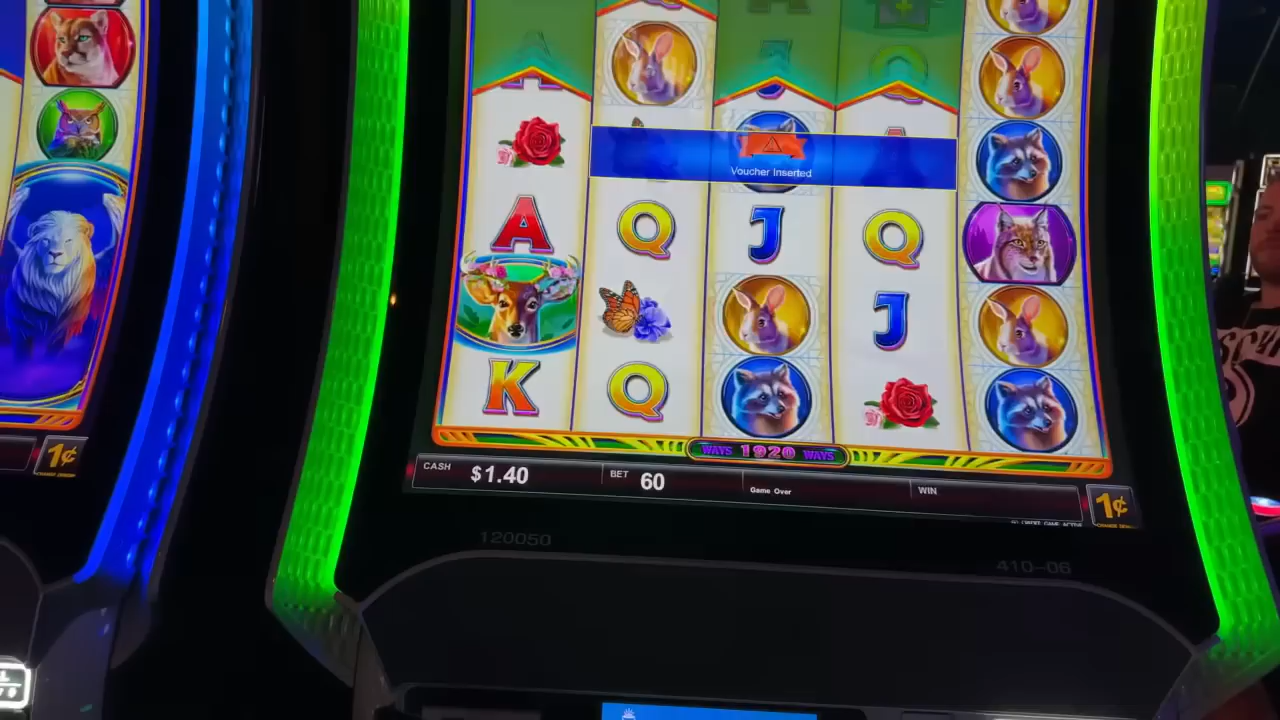 Voucher Inserted
A
Q
J
Q
J
K
Q
WAYS 1920 WAYS
CASH $1.40
BET 60
Game Over
WIN
1¢
1¢
120050
410-06